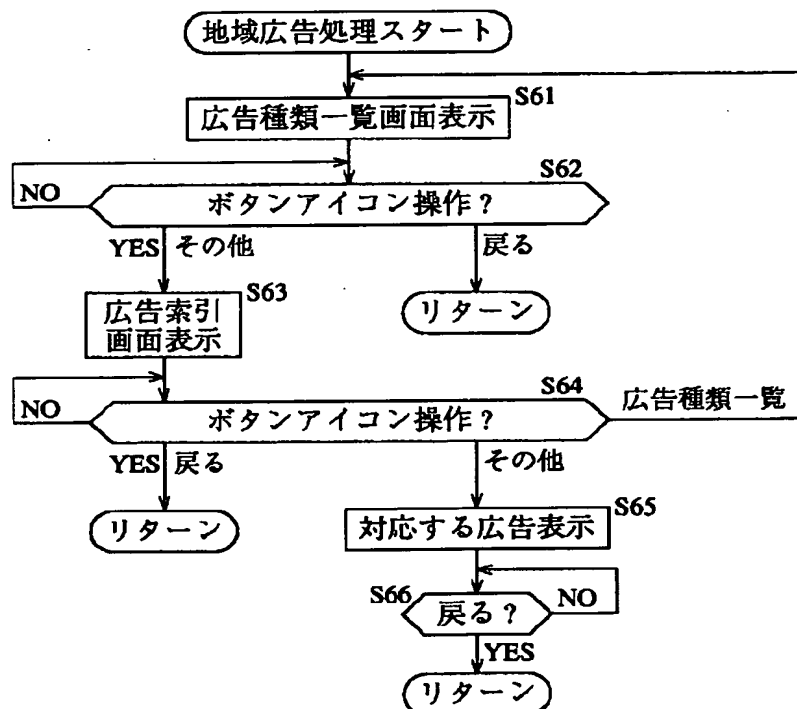 地域広告処理スタート
S61
広告種類一覧画面表示
S62
NO
ボタンアイコン操作？
YES その他
戻る
S63
広告索引
画面表示
リターン
S64
NO
ボタンアイコン操作？
広告種類一覧
YES 戻る
その他
リターン
S65
対応する広告表示
S66
戻る？
NO
YES
リターン